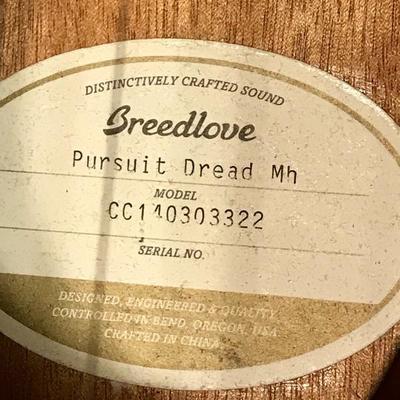 DISTINCTIVELY CRAFTED SOUND
Breedlove
Pursuit Dread Mh
MODEL
CC140303322
SERIAL NO.
DESIGNED, ENGINEERED & QUALITY
CONTROLLED IN BEND, OREGON, USA
CRAFTED IN CHINA